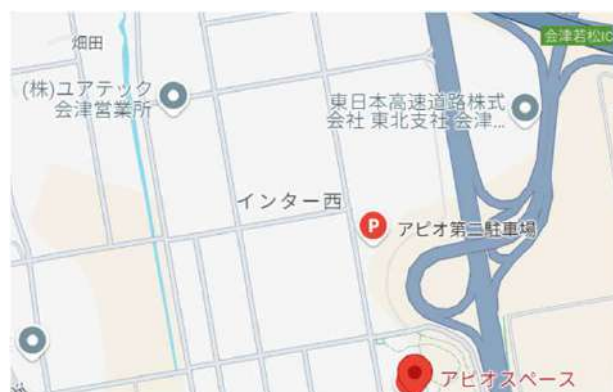 畑田
会津若松IC
(株)ユアテック
会津営業所
東日本高速道路株式
会社 東北支社 会津...
インター西
P
アピオ第二駐車場
アピオスペース